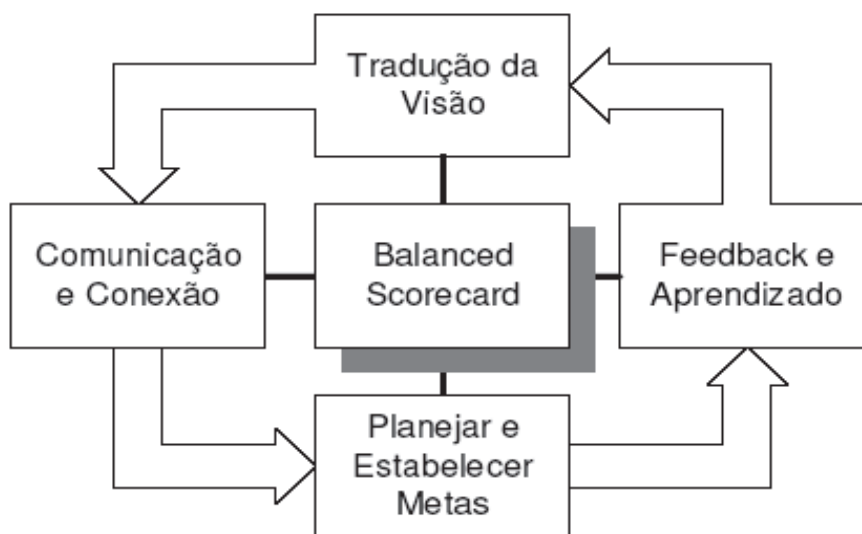 Tradução da
Visão
Comunicação
e Conexão
Balanced
Scorecard
Feedback e
Aprendizado
Planejar e
Estabelecer
Metas